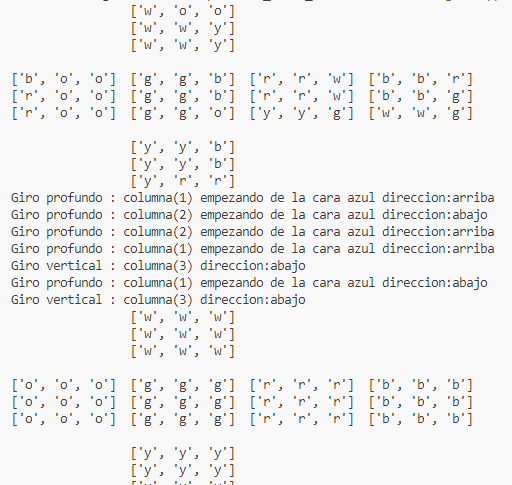 ['w', 'o', 'o']
['w', 'w', 'y']
['w', 'w', 'y']
['b', 'o', 'o'] ['g', 'g', 'b'] ['r', 'r', 'w'] ['b', 'b', 'r']
['r', 'o', 'o'] ['g', 'g', 'b'] ['r', 'r', 'w'] ['b', 'b', 'g']
['r', 'o', 'o'] ['g', 'g', 'o'] ['y', 'y', 'g'] ['w', 'w', 'g']
['y', 'y', 'b']
['y', 'y', 'b']
['y', 'r', 'r']
Giro profundo : columna(1) empezando de la cara azul direccion:arriba
Giro profundo : columna(2) empezando de la cara azul direccion:abajo
Giro profundo : columna(2) empezando de la cara azul direccion:arriba
Giro profundo : columna(1) empezando de la cara azul direccion:arriba
Giro vertical : columna(3) direccion:abajo
Giro profundo : columna(1) empezando de la cara azul direccion:abajo
Giro vertical : columna(3) direccion:abajo
['w', 'w', 'w']
['w', 'w', 'w']
['w', 'w', 'w']
['o', 'o', 'o'] ['g', 'g', 'g'] ['r', 'r', 'r'] ['b', 'b', 'b']
['o', 'o', 'o'] ['g', 'g', 'g'] ['r', 'r', 'r'] ['b', 'b', 'b']
['o', 'o', 'o'] ['g', 'g', 'g'] ['r', 'r', 'r'] ['b', 'b', 'b']
['y', 'y', 'y']
['y', 'y', 'y']